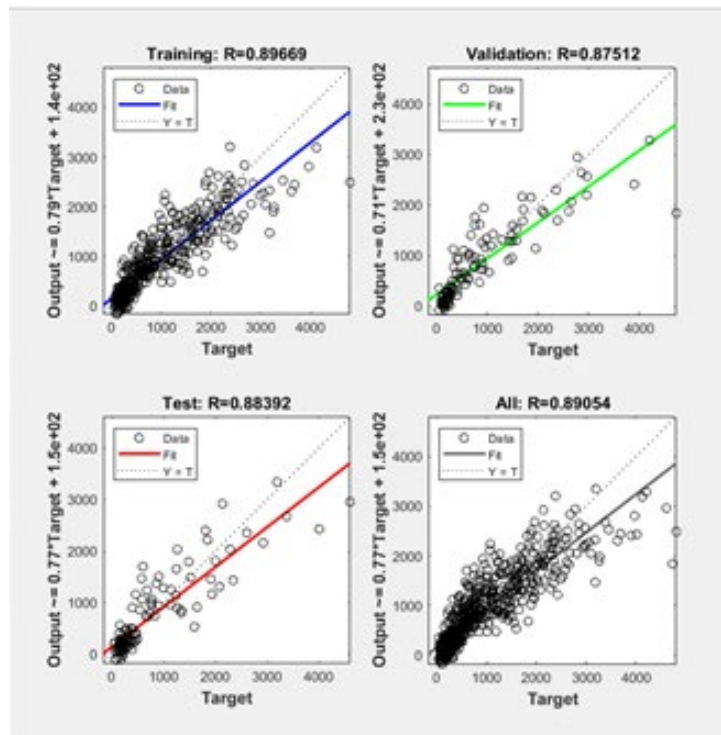 Training: R=0.89669
Output ~= 0.79*Target + 1.4e+02
Data
Fit
Y = T
4000
3000
2000
1000
0
0 1000 2000 3000 4000
Target
Validation: R=0.87512
Output ~= 0.71*Target + 2.3e+02
Data
Fit
Y = T
4000
3000
2000
1000
0
0 1000 2000 3000 4000
Target
Test: R=0.88392
Output ~= 0.77*Target + 1.5e+02
Data
Fit
Y = T
4000
3000
2000
1000
0
0 1000 2000 3000 4000
Target
All: R=0.89054
Output ~= 0.77*Target + 1.5e+02
Data
Fit
Y = T
4000
3000
2000
1000
0
0 1000 2000 3000 4000
Target